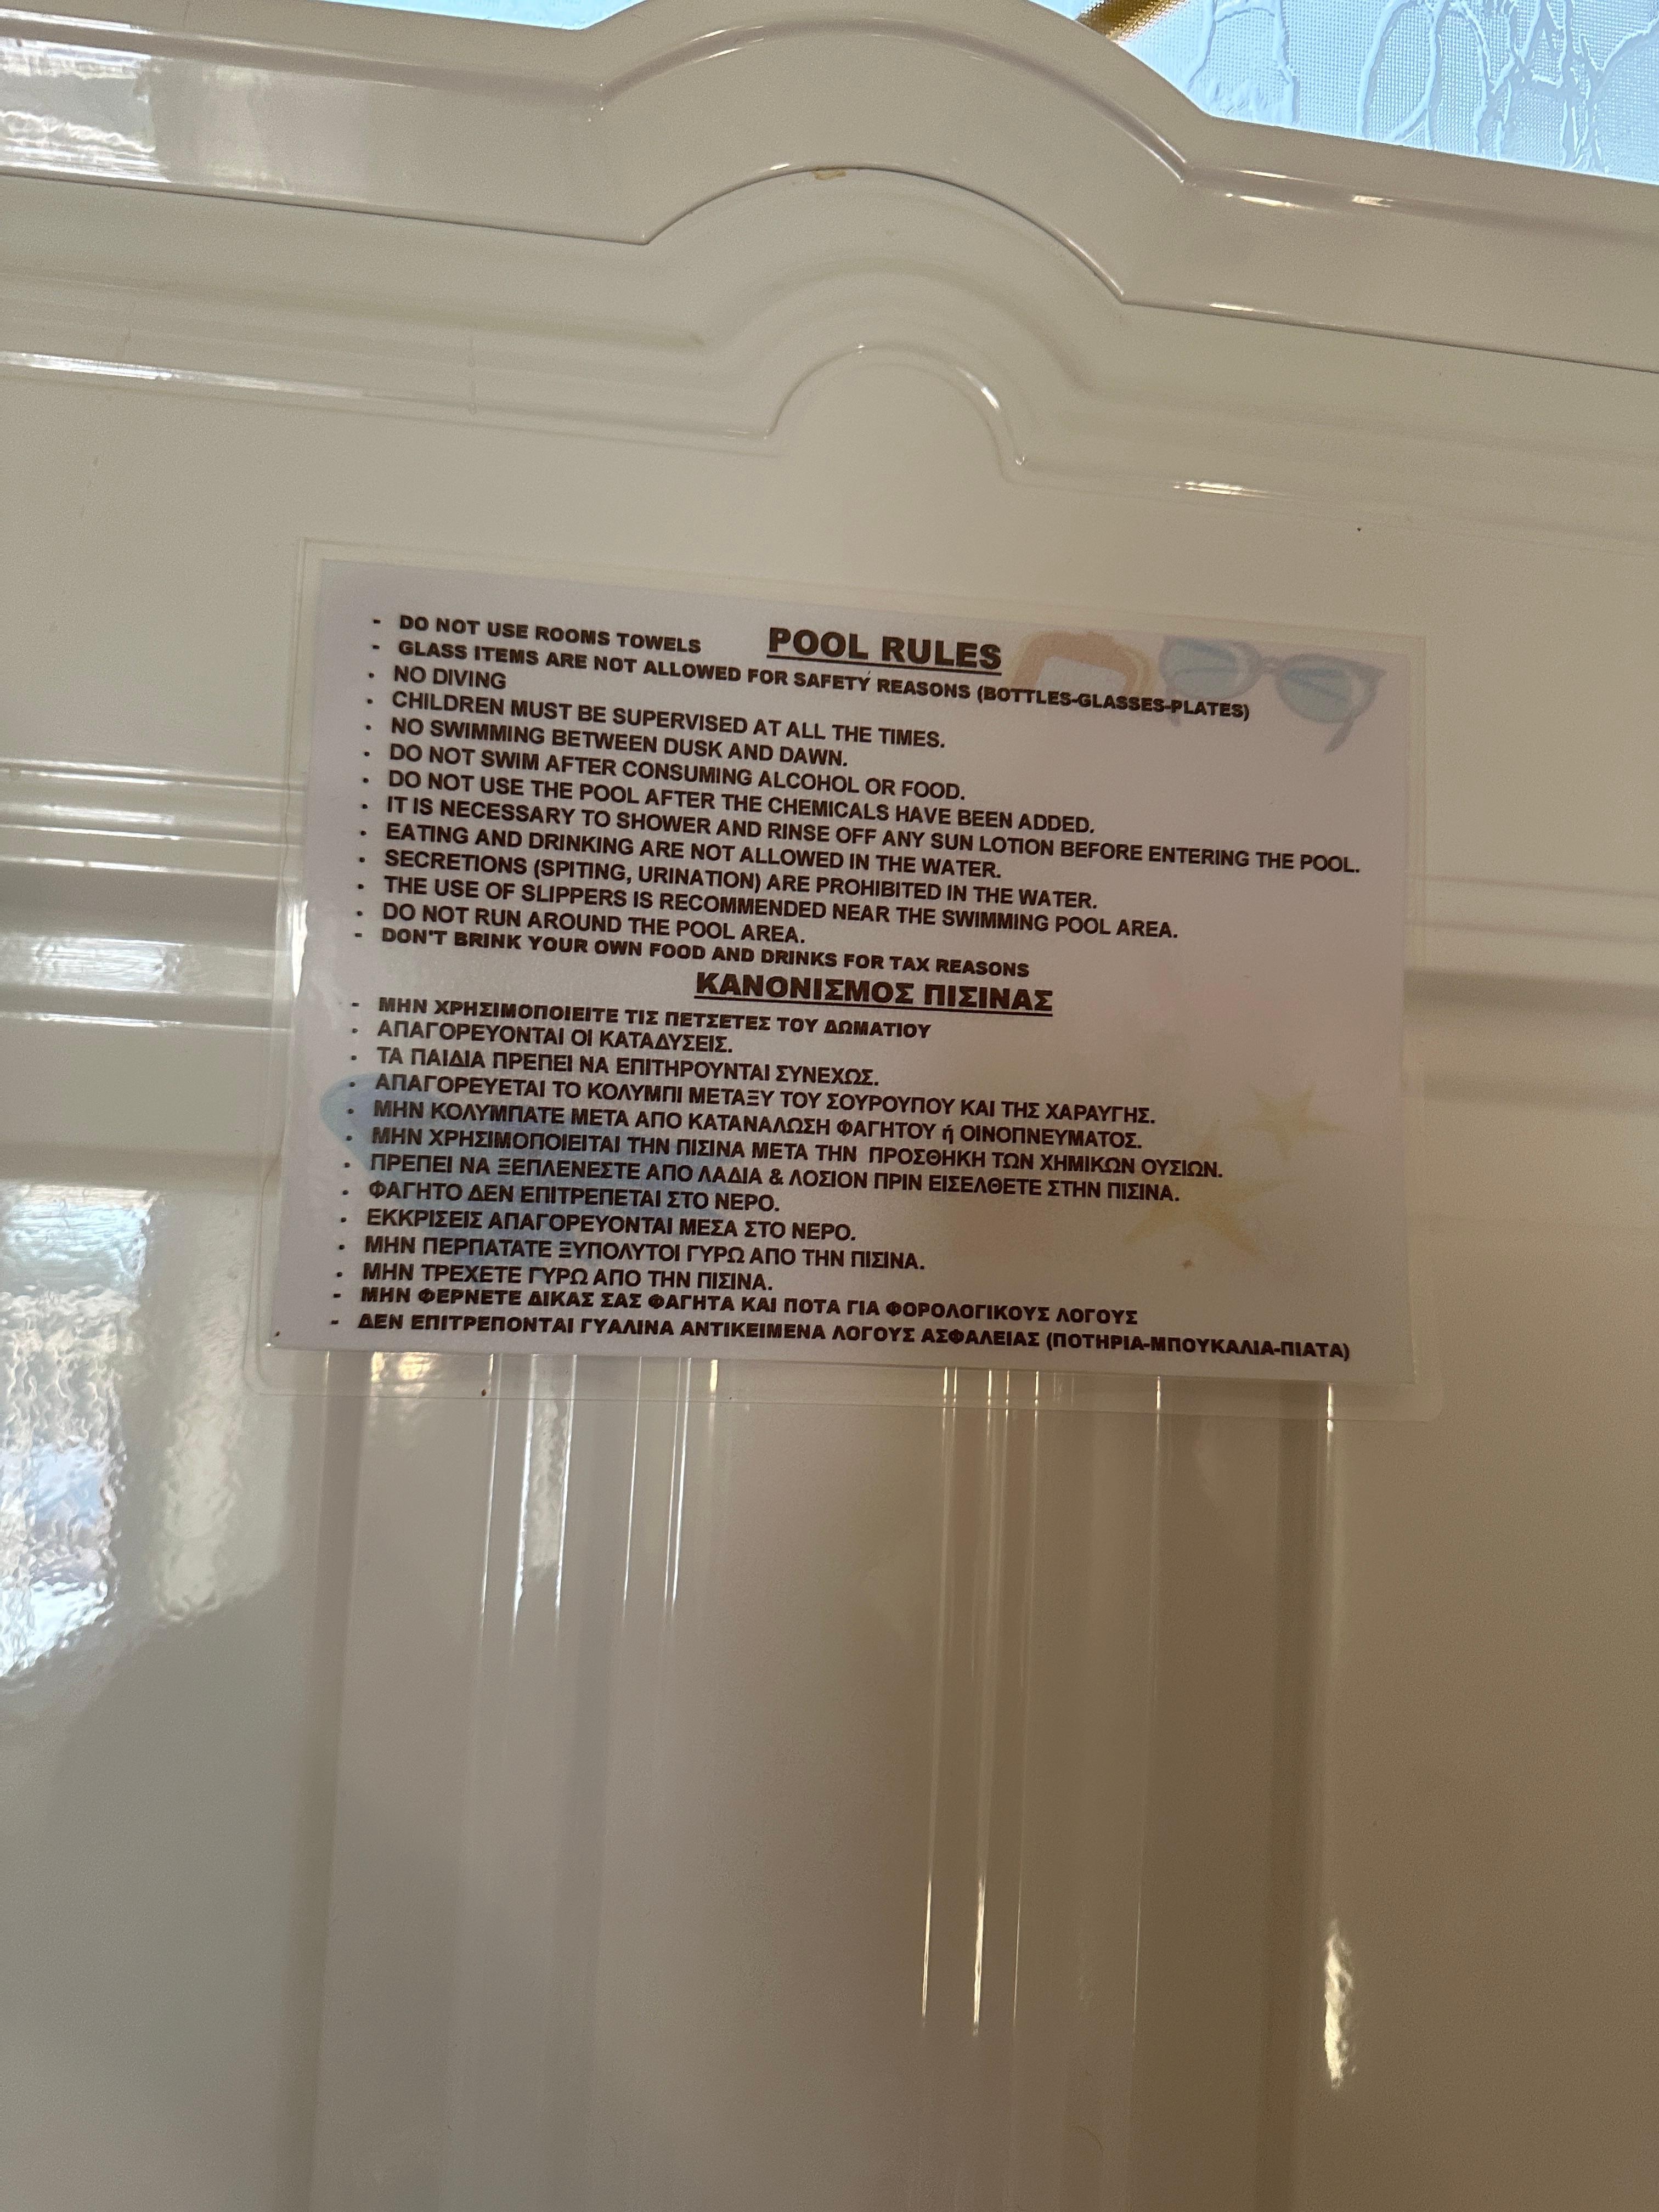 - DO NOT USE ROOMS TOWELS
POOL RULES
- GLASS ITEMS ARE NOT ALLOWED FOR SAFETY REASONS (BOTTLES-GLASSES-PLATES)
• NO DIVING
• CHILDREN MUST BE SUPERVISED AT ALL THE TIMES.
• NO SWIMMING BETWEEN DUSK AND DAWN.
• DO NOT SWIM AFTER CONSUMING ALCOHOL OR FOOD.
• DO NOT USE THE POOL AFTER THE CHEMICALS HAVE BEEN ADDED.
• IT IS NECESSARY TO SHOWER AND RINSE OFF ANY SUN LOTION BEFORE ENTERING THE POOL.
• EATING AND DRINKING ARE NOT ALLOWED IN THE WATER.
• SECRETIONS (SPITING, URINATION) ARE PROHIBITED IN THE WATER.
• THE USE OF SLIPPERS IS RECOMMENDED NEAR THE SWIMMING POOL AREA.
• DO NOT RUN AROUND THE POOL AREA.
- DON'T BRINK YOUR OWN FOOD AND DRINKS FOR TAX REASONS
ΚΑΝΟΝΙΣΜΟΣ ΠΙΣΙΝΑΣ
- ΜΗΝ ΧΡΗΣΙΜΟΠΟΙΕΙΤΕ ΤΙΣ ΠΕΤΣΕΤΕΣ ΤΟΥ ΔΩΜΑΤΙΟΥ
• ΑΠΑΓΟΡΕΥΟΝΤΑΙ ΟΙ ΚΑΤΑΔΥΣΕΙΣ.
• ΤΑ ΠΑΙΔΙΑ ΠΡΕΠΕΙ ΝΑ ΕΠΙΤΗΡΟΥΝΤΑΙ ΣΥΝΕΧΩΣ.
• ΑΠΑΓΟΡΕΥΕΤΑΙ ΤΟ ΚΟΛΥΜΠΙ ΜΕΤΑΞΥ ΤΟΥ ΣΟΥΡΟΥΠΟΥ ΚΑΙ ΤΗΣ ΧΑΡΑΥΓΗΣ.
• ΜΗΝ ΚΟΛΥΜΠΑΤΕ ΜΕΤΑ ΑΠΟ ΚΑΤΑΝΑΛΩΣΗ ΦΑΓΗΤΟΥ ή ΟΙΝΟΠΝΕΥΜΑΤΟΣ.
• ΜΗΝ ΧΡΗΣΙΜΟΠΟΙΕΙΤΑΙ ΤΗΝ ΠΙΣΙΝΑ ΜΕΤΑ ΤΗΝ ΠΡΟΣΘΗΚΗ ΤΩΝ ΧΗΜΙΚΩΝ ΟΥΣΙΩΝ.
• ΠΡΕΠΕΙ ΝΑ ΞΕΠΛΕΝΕΣΤΕ ΑΠΟ ΛΑΔΙΑ & ΛΟΣΙΟΝ ΠΡΙΝ ΕΙΣΕΛΘΕΤΕ ΣΤΗΝ ΠΙΣΙΝΑ.
• ΦΑΓΗΤΟ ΔΕΝ ΕΠΙΤΡΕΠΕΤΑΙ ΣΤΟ ΝΕΡΟ.
• ΕΚΚΡΙΣΕΙΣ ΑΠΑΓΟΡΕΥΟΝΤΑΙ ΜΕΣΑ ΣΤΟ ΝΕΡΟ.
• ΜΗΝ ΠΕΡΠΑΤΑΤΕ ΞΥΠΟΛΥΤΟΙ ΓΥΡΩ ΑΠΟ ΤΗΝ ΠΙΣΙΝΑ.
• ΜΗΝ ΤΡΕΧΕΤΕ ΓΥΡΩ ΑΠΟ ΤΗΝ ΠΙΣΙΝΑ.
- ΜΗΝ ΦΕΡΝΕΤΕ ΔΙΚΑΣ ΣΑΣ ΦΑΓΗΤΑ ΚΑΙ ΠΟΤΑ ΓΙΑ ΦΟΡΟΛΟΓΙΚΟΥΣ ΛΟΓΟΥΣ
- ΔΕΝ ΕΠΙΤΡΕΠΟΝΤΑΙ ΓΥΑΛΙΝΑ ΑΝΤΙΚΕΙΜΕΝΑ ΛΟΓΟΥΣ ΑΣΦΑΛΕΙΑΣ (ΠΟΤΗΡΙΑ-ΜΠΟΥΚΑΛΙΑ-ΠΙΑΤΑ)